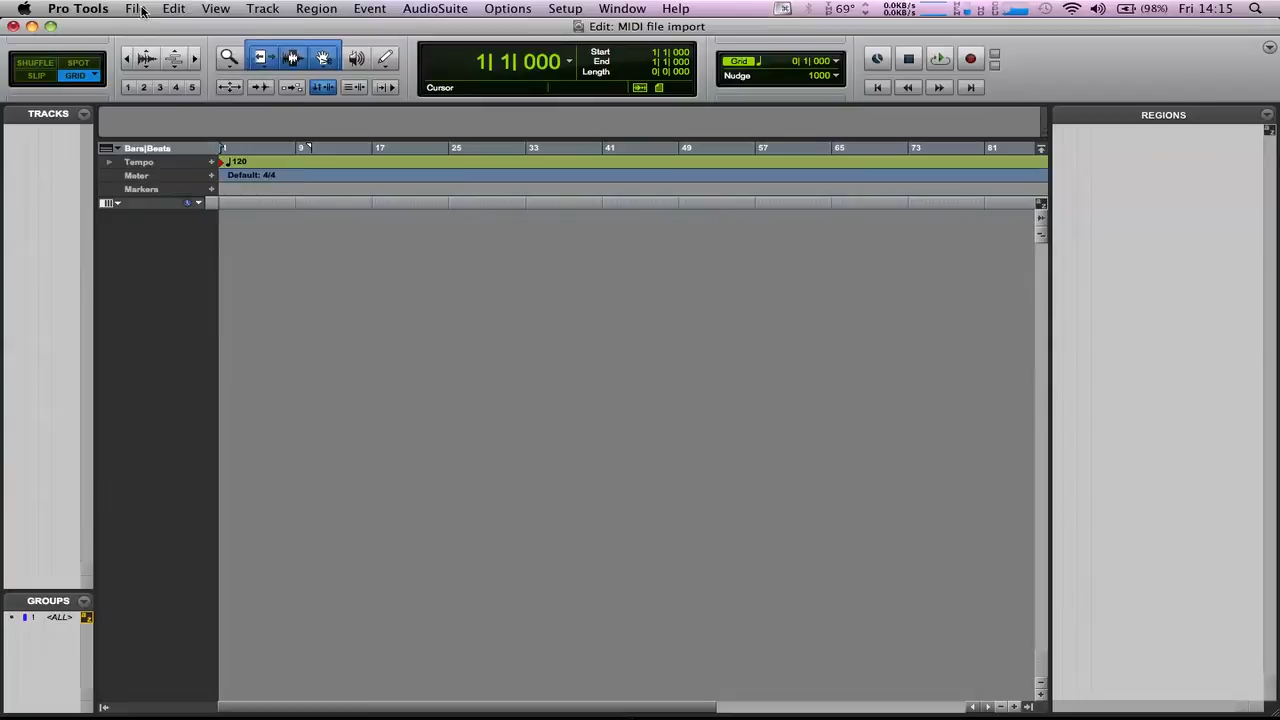 Pro Tools File Edit View Track Region Event AudioSuite Options Setup Window Help 69° 0.0KB/s 0.0KB/s (98%) Fri 14:15
Edit: MIDI file import
SHUFFLE SPOT
SLIP GRID
1 2 3 4 5
1| 1| 000
Start 1| 1| 000
End 1| 1| 000
Length 0| 0| 000
Cursor
Grid 0| 1| 000
Nudge 1000
TRACKS
REGIONS
Bars|Beats 1 9 17 25 33 41 49 57 65 73 81
Tempo 120
Meter Default: 4/4
Markers
GROUPS
1 <ALL>